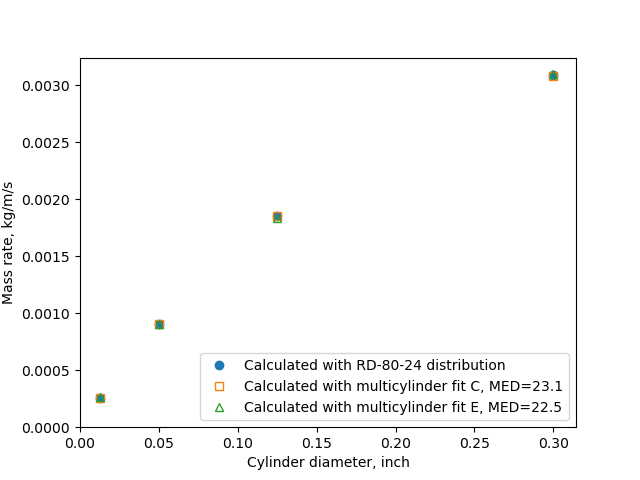 0.0030
0.0025
0.0020
0.0015
0.0010
0.0005
0.0000
Mass rate, kg/m/s
Calculated with RD-80-24 distribution
Calculated with multicylinder fit C, MED=23.1
Calculated with multicylinder fit E, MED=22.5
0.00 0.05 0.10 0.15 0.20 0.25 0.30
Cylinder diameter, inch